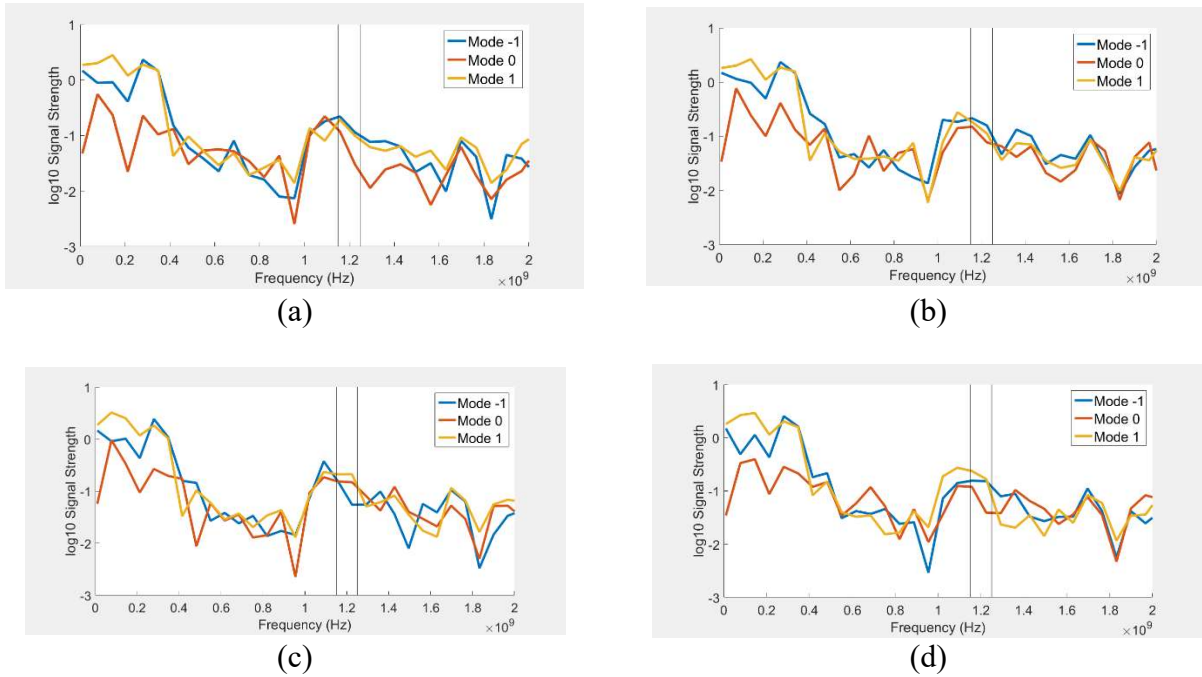 1
0
-1
-2
-3
log10 Signal Strength
Mode -1
Mode 0
Mode 1
0 0.2 0.4 0.6 0.8 1 1.2 1.4 1.6 1.8 2
Frequency (Hz)
×10^9
(a)
1
0
-1
-2
-3
log10 Signal Strength
Mode -1
Mode 0
Mode 1
0 0.2 0.4 0.6 0.8 1 1.2 1.4 1.6 1.8 2
Frequency (Hz)
×10^9
(b)
1
0
-1
-2
-3
log10 Signal Strength
Mode -1
Mode 0
Mode 1
0 0.2 0.4 0.6 0.8 1 1.2 1.4 1.6 1.8 2
Frequency (Hz)
×10^9
(c)
1
0
-1
-2
-3
log10 Signal Strength
Mode -1
Mode 0
Mode 1
0 0.2 0.4 0.6 0.8 1 1.2 1.4 1.6 1.8 2
Frequency (Hz)
×10^9
(d)